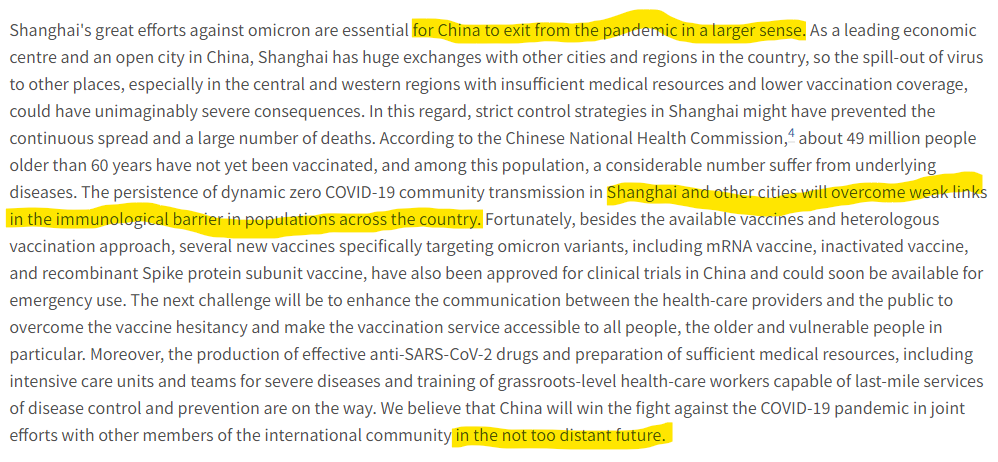 Shanghai's great efforts against omicron are essential for China to exit from the pandemic in a larger sense. As a leading economic
centre and an open city in China, Shanghai has huge exchanges with other cities and regions in the country, so the spill-out of virus
to other places, especially in the central and western regions with insufficient medical resources and lower vaccination coverage,
could have unimaginably severe consequences. In this regard, strict control strategies in Shanghai might have prevented the
continuous spread and a large number of deaths. According to the Chinese National Health Commission,4 about 49 million people
older than 60 years have not yet been vaccinated, and among this population, a considerable number suffer from underlying
diseases. The persistence of dynamic zero COVID-19 community transmission in Shanghai and other cities will overcome weak links
in the immunological barrier in populations across the country. Fortunately, besides the available vaccines and heterologous
vaccination approach, several new vaccines specifically targeting omicron variants, including mRNA vaccine, inactivated vaccine,
and recombinant Spike protein subunit vaccine, have also been approved for clinical trials in China and could soon be available for
emergency use. The next challenge will be to enhance the communication between the health-care providers and the public to
overcome the vaccine hesitancy and make the vaccination service accessible to all people, the older and vulnerable people in
particular. Moreover, the production of effective anti-SARS-CoV-2 drugs and preparation of sufficient medical resources, including
intensive care units and teams for severe diseases and training of grassroots-level health-care workers capable of last-mile services
of disease control and prevention are on the way. We believe that China will win the fight against the COVID-19 pandemic in joint
efforts with other members of the international community in the not too distant future.